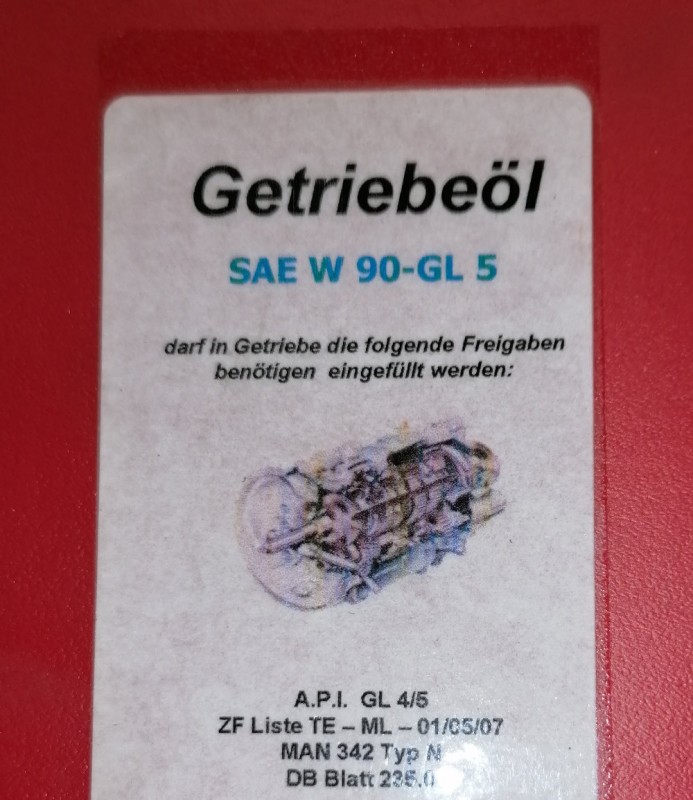 Getriebeöl
SAE W 90-GL 5
darf in Getriebe die folgende Freigaben
benötigen eingefüllt werden:
A.P.I. GL 4/5
ZF Liste TE – ML – 01/05/07
MAN 342 Typ N
DB Blatt 235.0